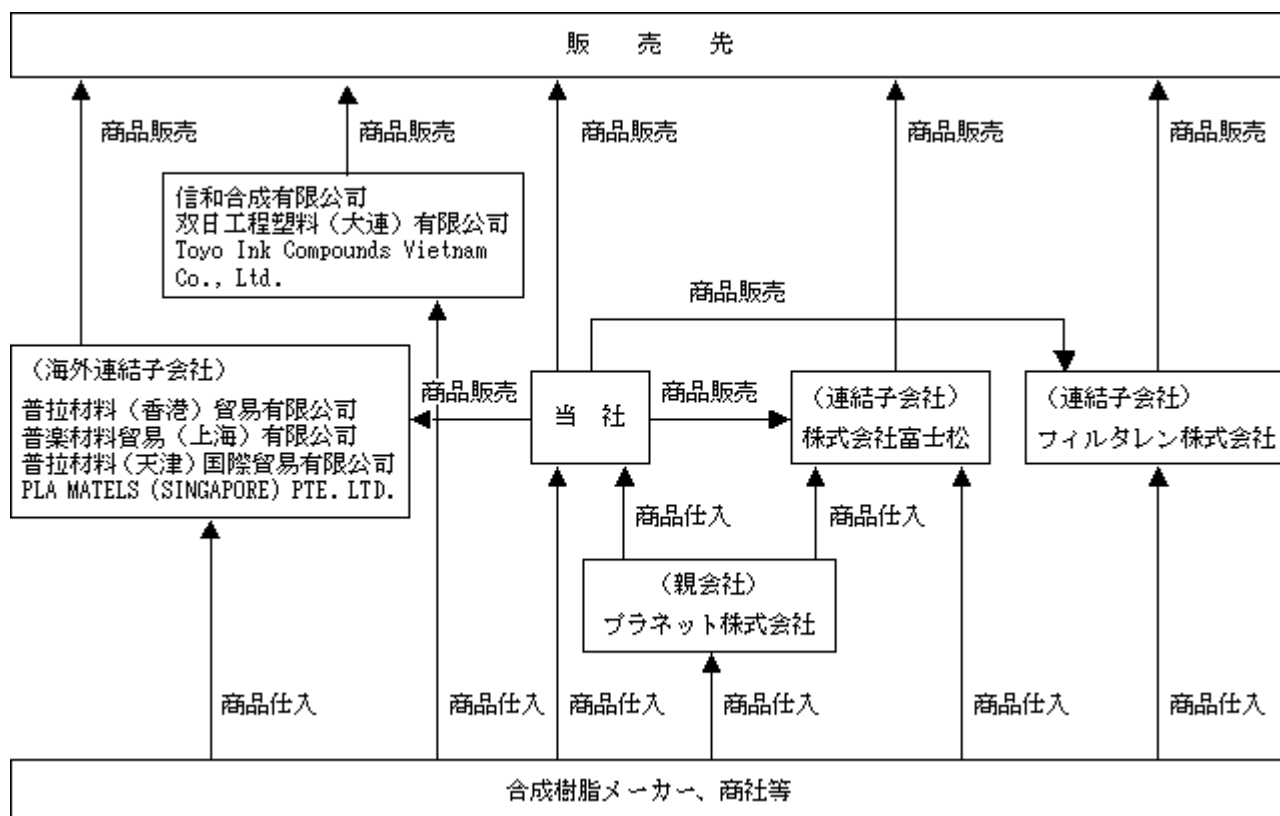 販 売 先
商品販売
商品販売
商品販売
商品販売
商品販売
信和合成有限公司
双日工程塑料(大連)有限公司
Toyo Ink Compounds Vietnam
Co., Ltd.
商品販売
(海外連結子会社)
普拉材料(香港)貿易有限公司
普楽材料貿易(上海)有限公司
普拉材料(天津)国際貿易有限公司
PLA MATELS (SINGAPORE) PTE. LTD.
商品販売
当 社
商品販売
(連結子会社)
株式会社富士松
(連結子会社)
フィルタレン株式会社
商品仕入
商品仕入
(親会社)
プラネット株式会社
商品仕入
商品仕入
商品仕入
商品仕入
商品仕入
商品仕入
合成樹脂メーカー、商社等